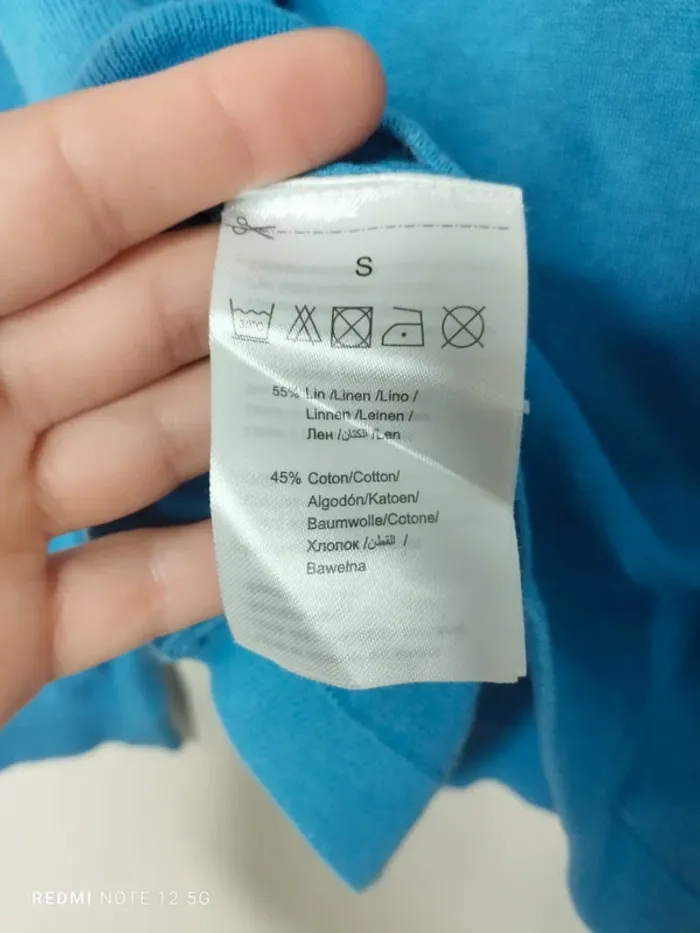 S
30°C
55% Lin /Linen /Lino /
Linnen /Leinen /
Лен /الكتان /Len
45% Coton/Cotton/
Algodón/Katoen/
Baumwolle/Cotone/
Хлопок /القطن /
Bawełna
REDMI NOTE 12 5G